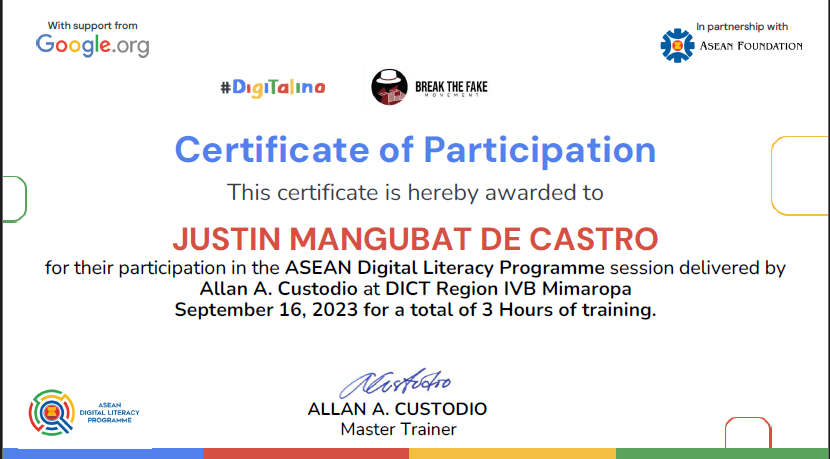 With support from
Google.org
In partnership with
ASEAN FOUNDATION
#DigiTalino
BREAK THE FAKE
MOVEMENT
Certificate of Participation
This certificate is hereby awarded to
JUSTIN MANGUBAT DE CASTRO
for their participation in the ASEAN Digital Literacy Programme session delivered by
Allan A. Custodio at DICT Region IVB Mimaropa
September 16, 2023 for a total of 3 Hours of training.
ASEAN
DIGITAL LITERACY
PROGRAMME
ACustodio
ALLAN A. CUSTODIO
Master Trainer